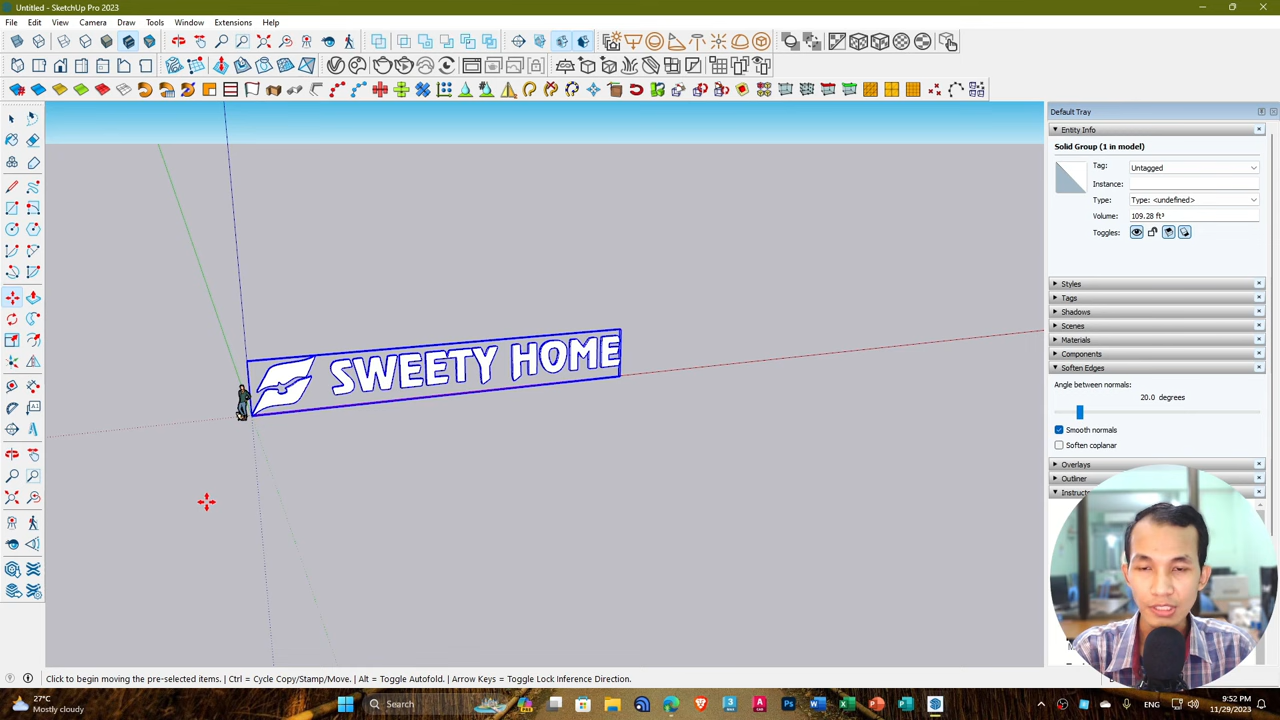 Untitled - SketchUp Pro 2023
File Edit View Camera Draw Tools Window Extensions Help
Default Tray
Entity Info
Solid Group (1 in model)
Tag: Untagged
Instance:
Type: Type: <undefined>
Volume: 109.28 ft³
Toggles:
Styles
Tags
Shadows
Scenes
Materials
Components
Soften Edges
Angle between normals:
20.0 degrees
Smooth normals
Soften coplanar
Overlays
Outliner
SWEETY HOME
Click to begin moving the pre-selected items. | Ctrl = Cycle Copy/Stamp/Move. | Alt = Toggle Autofold. | Arrow Keys = Toggle Lock Inference Direction.
27°C
Mostly cloudy
Search
ENG
9:52 PM
11/29/2023